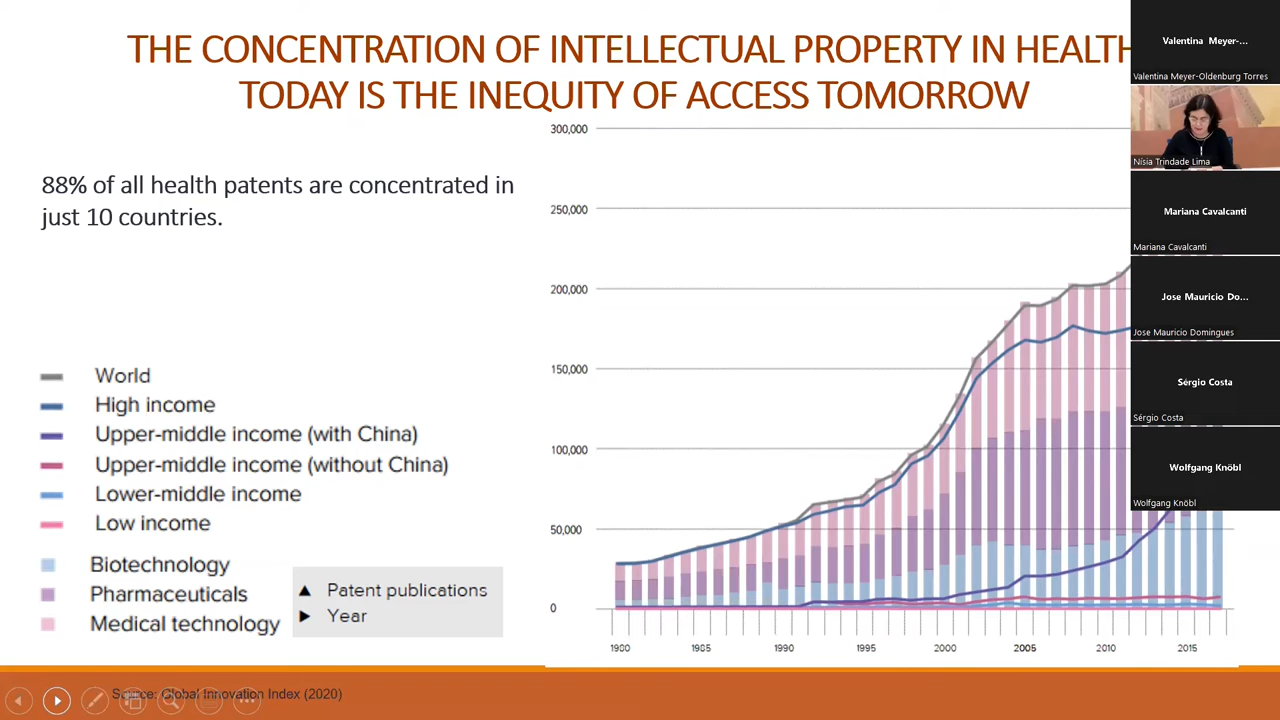 THE CONCENTRATION OF INTELLECTUAL PROPERTY IN HEALTH
TODAY IS THE INEQUITY OF ACCESS TOMORROW
88% of all health patents are concentrated in
just 10 countries.
World
High income
Upper-middle income (with China)
Upper-middle income (without China)
Lower-middle income
Low income
Biotechnology
Pharmaceuticals
Medical technology
▲ Patent publications
► Year
300,000
250,000
200,000
150,000
100,000
50,000
0
1980 1985 1990 1995 2000 2005 2010 2015
Source: Global Innovation Index (2020)
Valentina Meyer-...
Valentina Meyer-Oldenburg Torres
Nísia Trindade Lima
Mariana Cavalcanti
Mariana Cavalcanti
Jose Mauricio Do...
Jose Mauricio Domingues
Sérgio Costa
Sérgio Costa
Wolfgang Knöbl
Wolfgang Knöbl